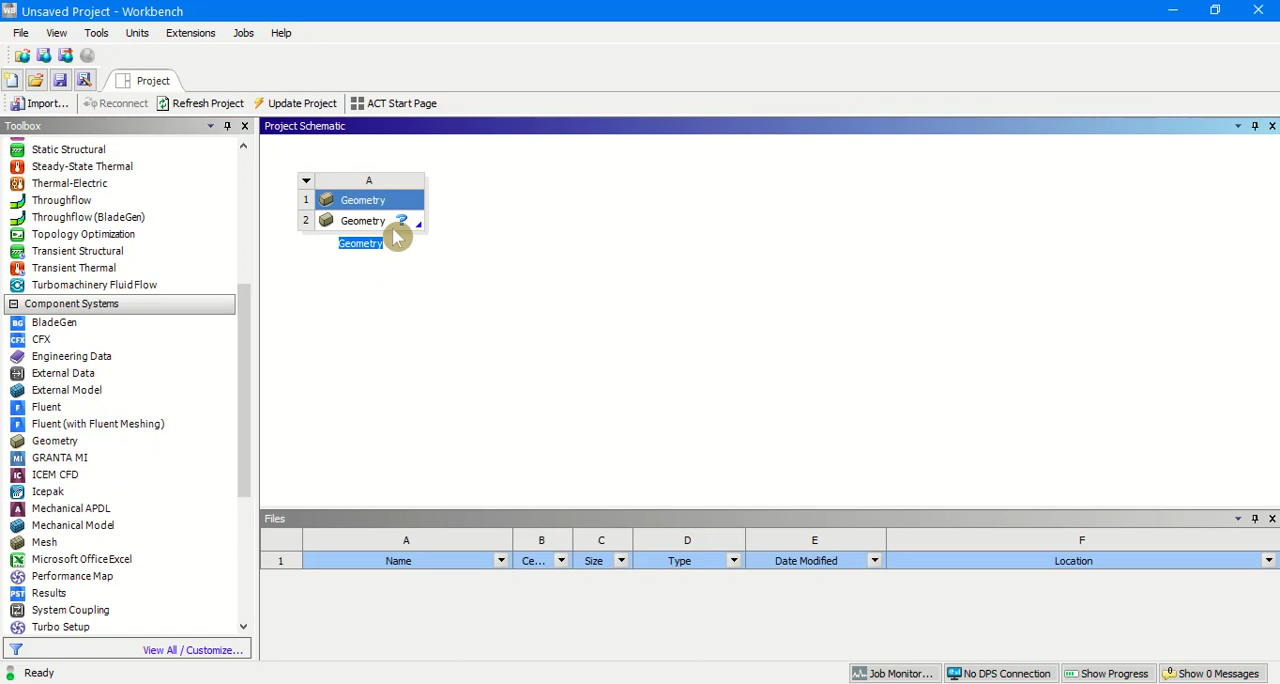 Unsaved Project - Workbench
File View Tools Units Extensions Jobs Help
Project
Import... Reconnect Refresh Project Update Project ACT Start Page
Toolbox
Static Structural
Steady-State Thermal
Thermal-Electric
Throughflow
Throughflow (BladeGen)
Topology Optimization
Transient Structural
Transient Thermal
Turbomachinery Fluid Flow
Component Systems
BladeGen
CFX
Engineering Data
External Data
External Model
Fluent
Fluent (with Fluent Meshing)
Geometry
GRANTA MI
ICEM CFD
Icepak
Mechanical APDL
Mechanical Model
Mesh
Microsoft Office Excel
Performance Map
Results
System Coupling
Turbo Setup
View All / Customize...
Project Schematic
A
1 Geometry
2 Geometry ?
Geometry
Files
A B C D E F
1 Name Ce... Size Type Date Modified Location
Ready
Job Monitor... No DPS Connection Show Progress Show 0 Messages